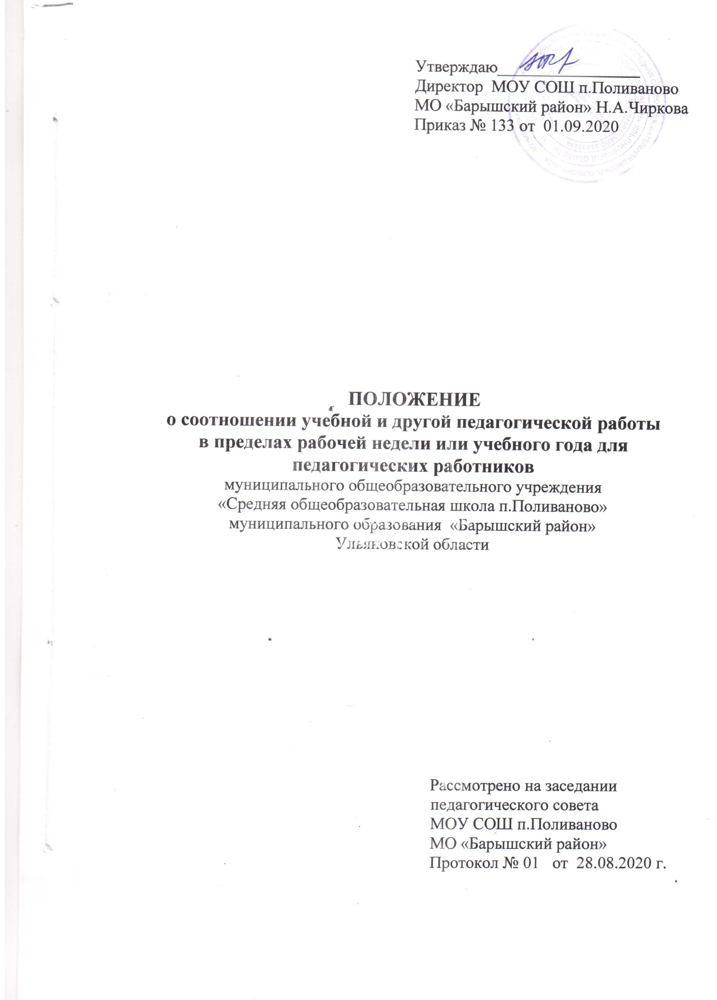 Утверждаю_________________
Директор МОУ СОШ п.Поливаново
МО «Барышский район» Н.А.Чиркова
Приказ № 133 от 01.09.2020
ПОЛОЖЕНИЕ
о соотношении учебной и другой педагогической работы
в пределах рабочей недели или учебного года для
педагогических работников
муниципального общеобразовательного учреждения
«Средняя общеобразовательная школа п.Поливаново»
муниципального образования «Барышский район»
Ульяновской области
Рассмотрено на заседании
педагогического совета
МОУ СОШ п.Поливаново
МО «Барышский район»
Протокол № 01 от 28.08.2020 г.